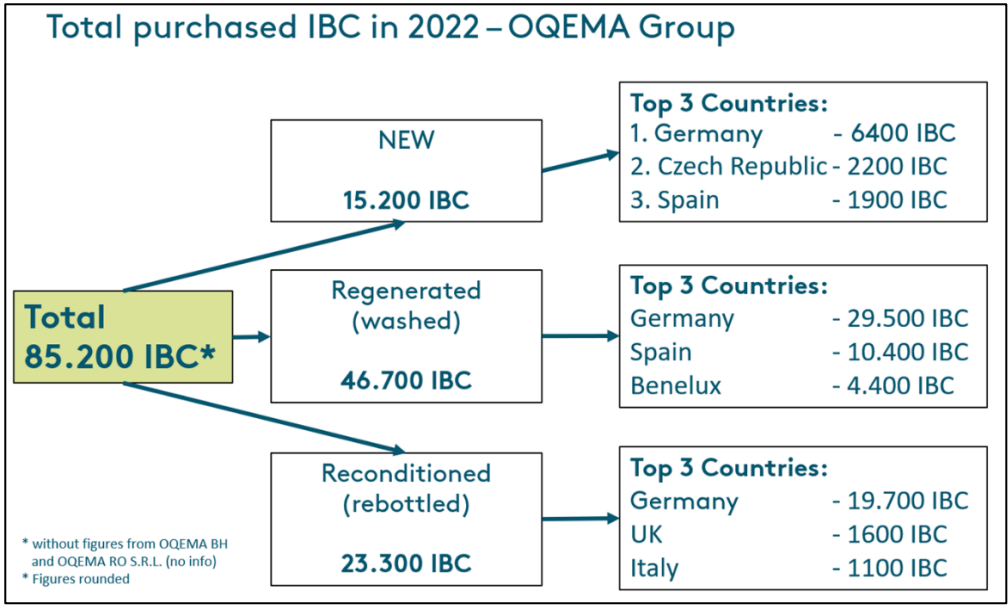 Total purchased IBC in 2022 – OQEMA Group
NEW
15.200 IBC
Top 3 Countries:
1. Germany - 6400 IBC
2. Czech Republic - 2200 IBC
3. Spain - 1900 IBC
Total
85.200 IBC*
Regenerated
(washed)
46.700 IBC
Top 3 Countries:
Germany - 29.500 IBC
Spain - 10.400 IBC
Benelux - 4.400 IBC
Reconditioned
(rebottled)
23.300 IBC
Top 3 Countries:
Germany - 19.700 IBC
UK - 1600 IBC
Italy - 1100 IBC
* without figures from OQEMA BH
and OQEMA RO S.R.L. (no info)
* Figures rounded